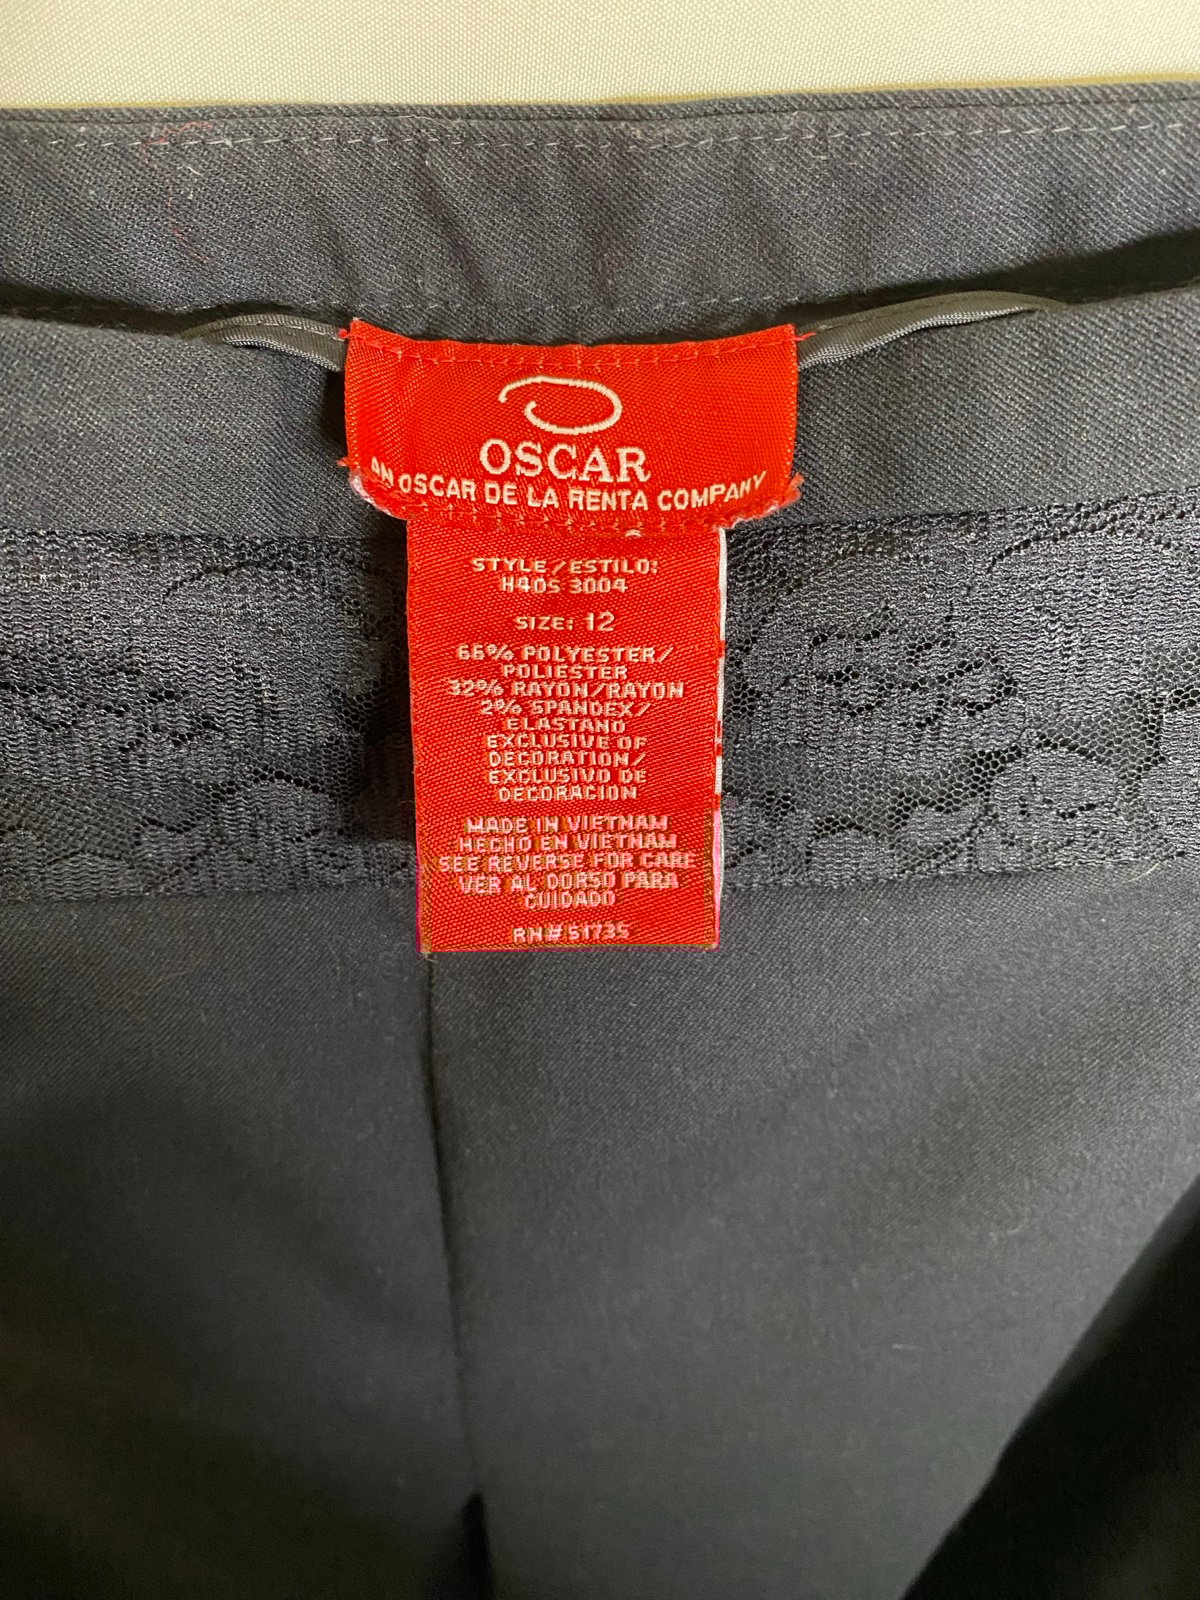 OSCAR
AN OSCAR DE LA RENTA COMPANY
STYLE/ESTILO:
H40S 3004
SIZE: 12
66% POLYESTER/
POLIESTER
32% RAYON/RAYON
2% SPANDEX/
ELASTANO
EXCLUSIVE OF
DECORATION/
EXCLUSIVO DE
DECORACION
MADE IN VIETNAM
HECHO EN VIETNAM
SEE REVERSE FOR CARE
VER AL DORSO PARA
CUIDADO
RN# 51735